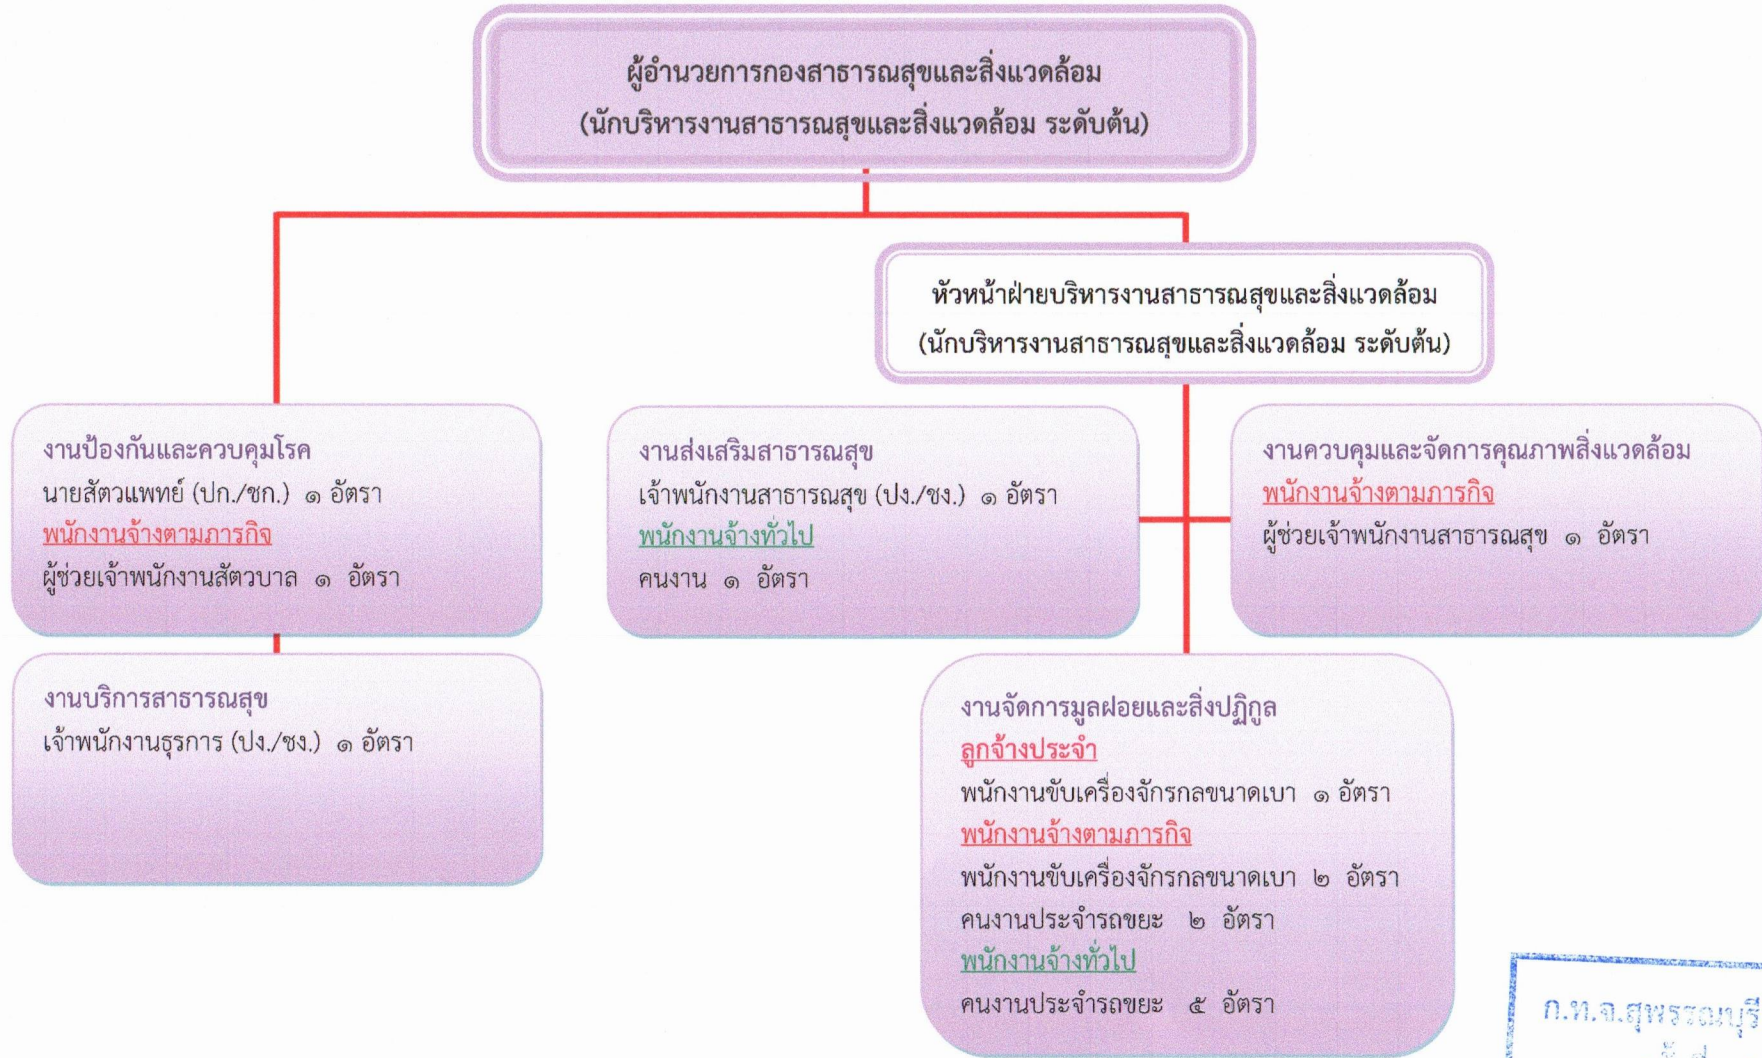 ผู้อำนวยการกองสาธารณสุขและสิ่งแวดล้อม
(นักบริหารงานสาธารณสุขและสิ่งแวดล้อม ระดับต้น)
หัวหน้าฝ่ายบริหารงานสาธารณสุขและสิ่งแวดล้อม
(นักบริหารงานสาธารณสุขและสิ่งแวดล้อม ระดับต้น)
งานป้องกันและควบคุมโรค
นายสัตวแพทย์ (ปก./ชก.) ๑ อัตรา
พนักงานจ้างตามภารกิจ
ผู้ช่วยเจ้าพนักงานสัตวบาล ๑ อัตรา
งานส่งเสริมสาธารณสุข
เจ้าพนักงานสาธารณสุข (ปง./ชง.) ๑ อัตรา
พนักงานจ้างทั่วไป
คนงาน ๑ อัตรา
งานควบคุมและจัดการคุณภาพสิ่งแวดล้อม
พนักงานจ้างตามภารกิจ
ผู้ช่วยเจ้าพนักงานสาธารณสุข ๑ อัตรา
งานบริการสาธารณสุข
เจ้าพนักงานธุรการ (ปง./ชง.) ๑ อัตรา
งานจัดการมูลฝอยและสิ่งปฏิกูล
ลูกจ้างประจำ
พนักงานขับเครื่องจักรกลขนาดเบา ๑ อัตรา
พนักงานจ้างตามภารกิจ
พนักงานขับเครื่องจักรกลขนาดเบา ๒ อัตรา
คนงานประจำรถขยะ ๒ อัตรา
พนักงานจ้างทั่วไป
คนงานประจำรถขยะ ๕ อัตรา
ก.ท.จ.สุพรรณบุรี